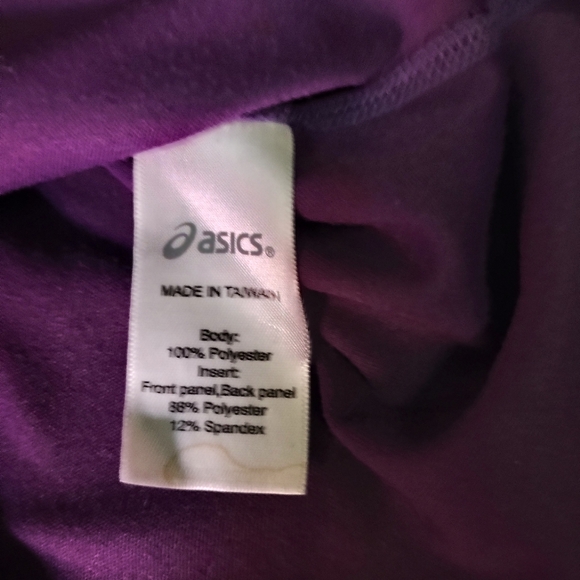 asics®
MADE IN TAIWAN
Body:
100% Polyester
Insert:
Front panel,Back panel
88% Polyester
12% Spandex